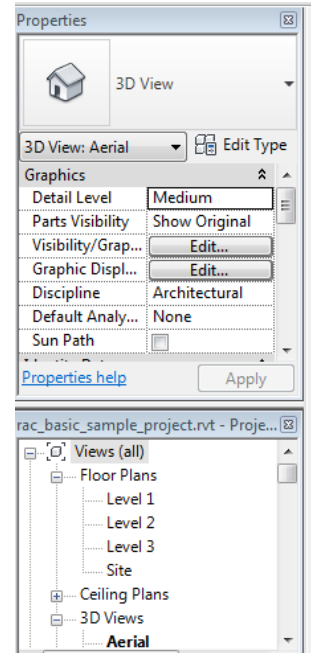 Properties
3D View
3D View: Aerial Edit Type
Graphics
Detail Level Medium
Parts Visibility Show Original
Visibility/Grap... Edit...
Graphic Displ... Edit...
Discipline Architectural
Default Analy... None
Sun Path
Properties help Apply
rac_basic_sample_project.rvt - Proje...
Views (all)
Floor Plans
Level 1
Level 2
Level 3
Site
Ceiling Plans
3D Views
Aerial